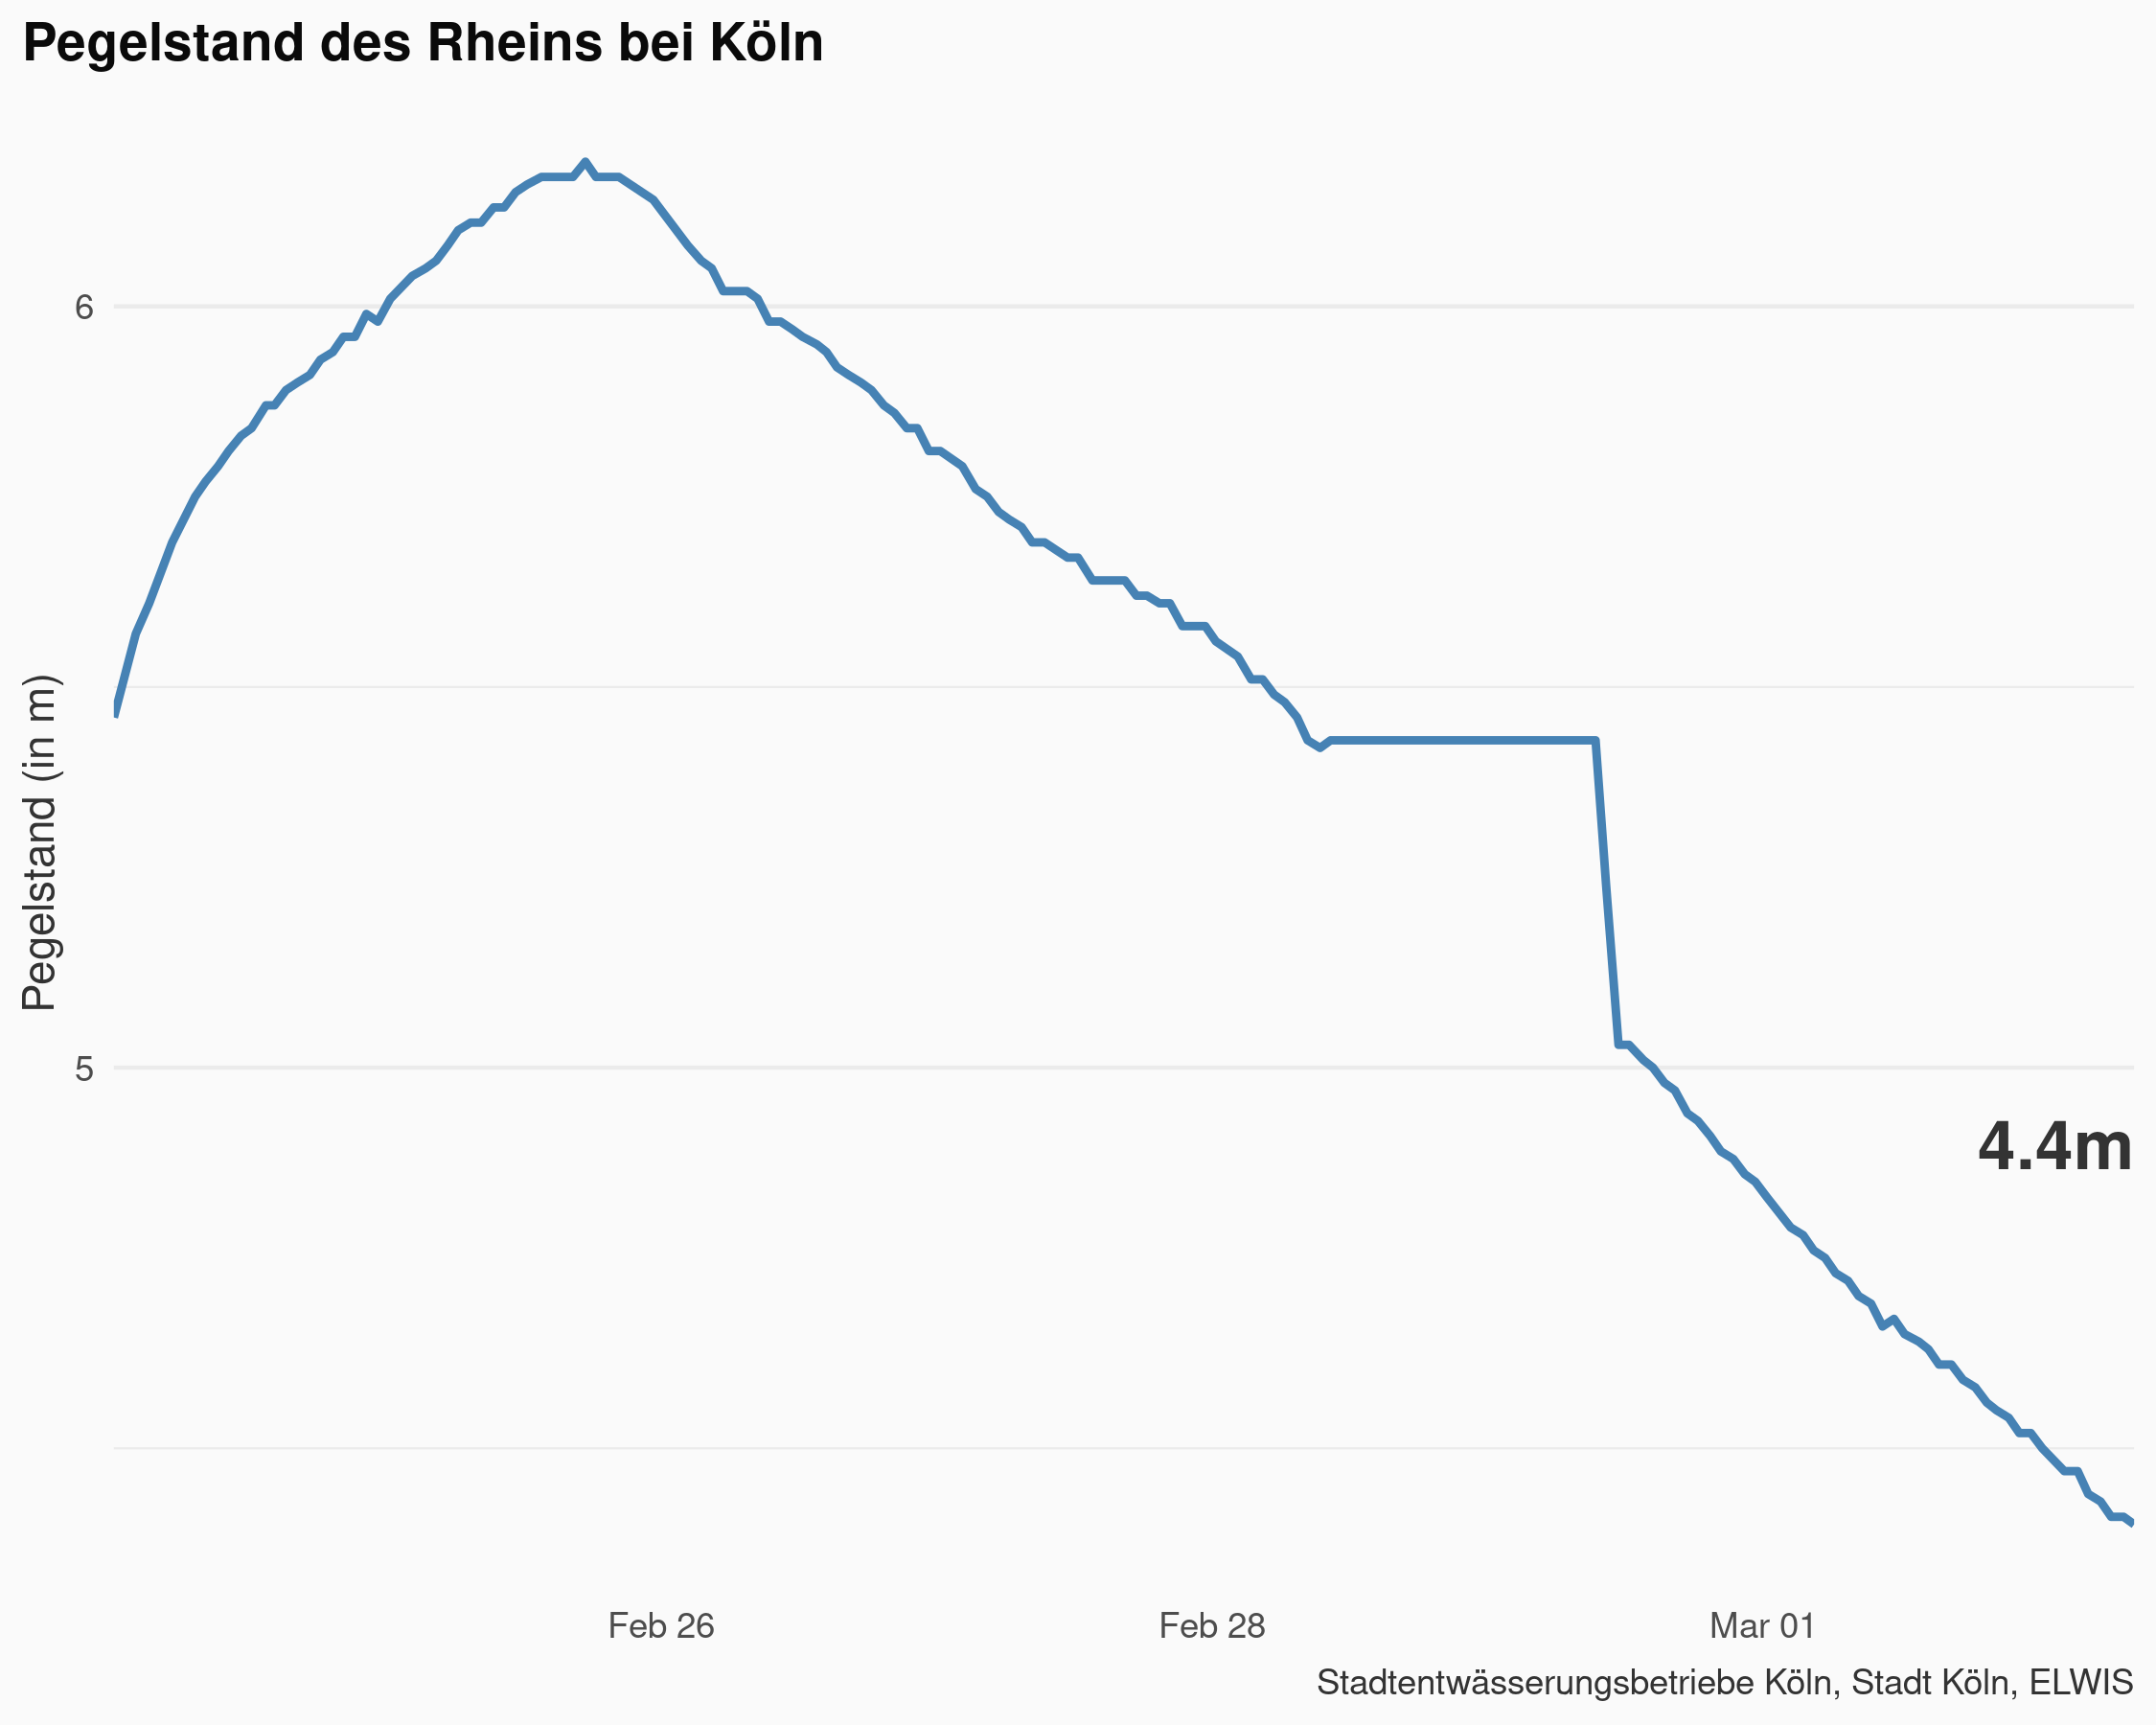 Pegelstand des Rheins bei Köln
Pegelstand (in m)
6
5
4.4m
Feb 26
Feb 28
Mar 01
Stadtentwässerungsbetriebe Köln, Stadt Köln, ELWIS